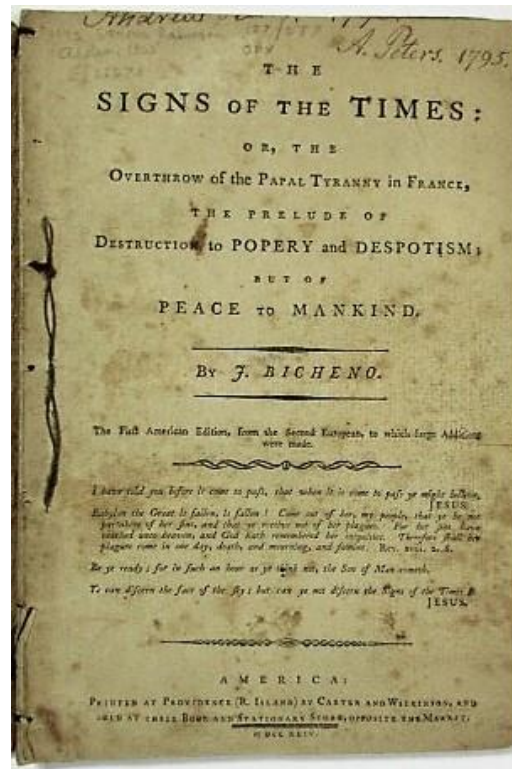 Andrews
A. Peters. 1795.
THE
SIGNS OF THE TIMES:
OR, THE
OVERTHROW of the PAPAL TYRANNY in FRANCE,
THE PRELUDE OF
DESTRUCTION to POPERY and DESPOTISM;
BUT OF
PEACE TO MANKIND.
BY J. BICHENO.
The First American Edition, from the Second European, to which large Additions
were made.
I have told you before it come to pass, that when it is come to pass ye might believe,
JESUS.
Babylon the Great is fallen, is fallen! Come out of her, my people, that ye be not
partakers of her sins, and that ye receive not of her plagues. For her sins have
reached unto heaven, and God hath remembered her iniquities. Therefore shall her
plagues come in one day, death, and mourning, and famine. Rev. xviii. 2.&.
Be ye ready; for in such an hour as ye think not, the Son of Man cometh.
Ye can discern the face of the sky; but can ye not discern the Signs of the Times?
JESUS.
AMERICA:
PRINTED AT PROVIDENCE (R. ISLAND) BY CARTER AND WILKINSON, AND
SOLD AT THEIR BOOK AND STATIONARY STORE, OPPOSITE THE MARKET.
M DCC XCIV.